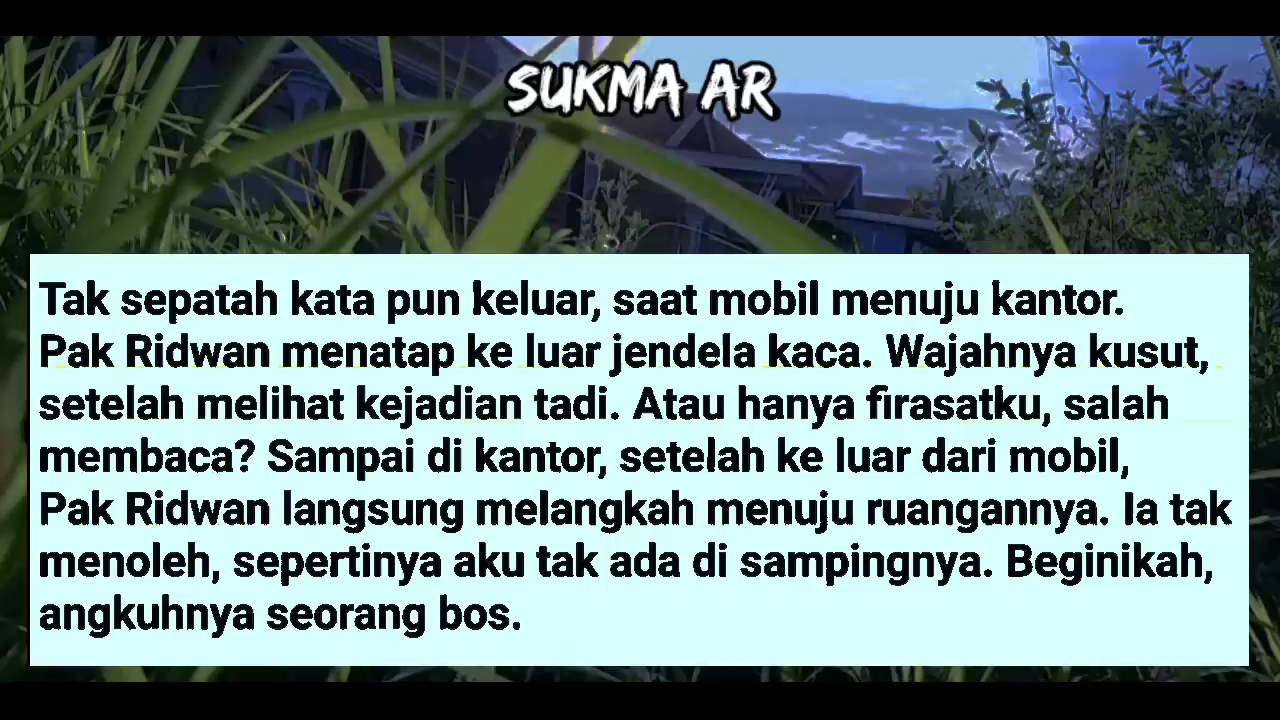 SUKMA AR
Tak sepatah kata pun keluar, saat mobil menuju kantor.
Pak Ridwan menatap ke luar jendela kaca. Wajahnya kusut,
setelah melihat kejadian tadi. Atau hanya firasatku, salah
membaca? Sampai di kantor, setelah ke luar dari mobil,
Pak Ridwan langsung melangkah menuju ruangannya. Ia tak
menoleh, sepertinya aku tak ada di sampingnya. Beginikah,
angkuhnya seorang bos.